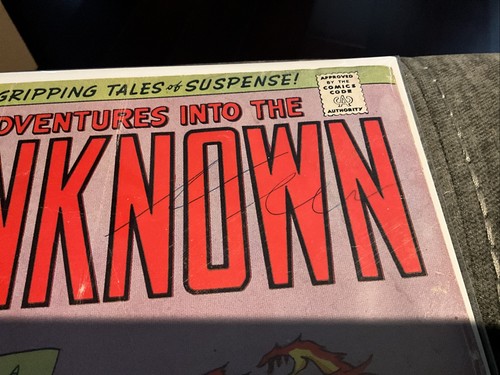 GRIPPING TALES of SUSPENSE!
APPROVED
BY THE
COMICS
CODE
AUTHORITY
DVENTURES INTO THE
NKNOWN
A